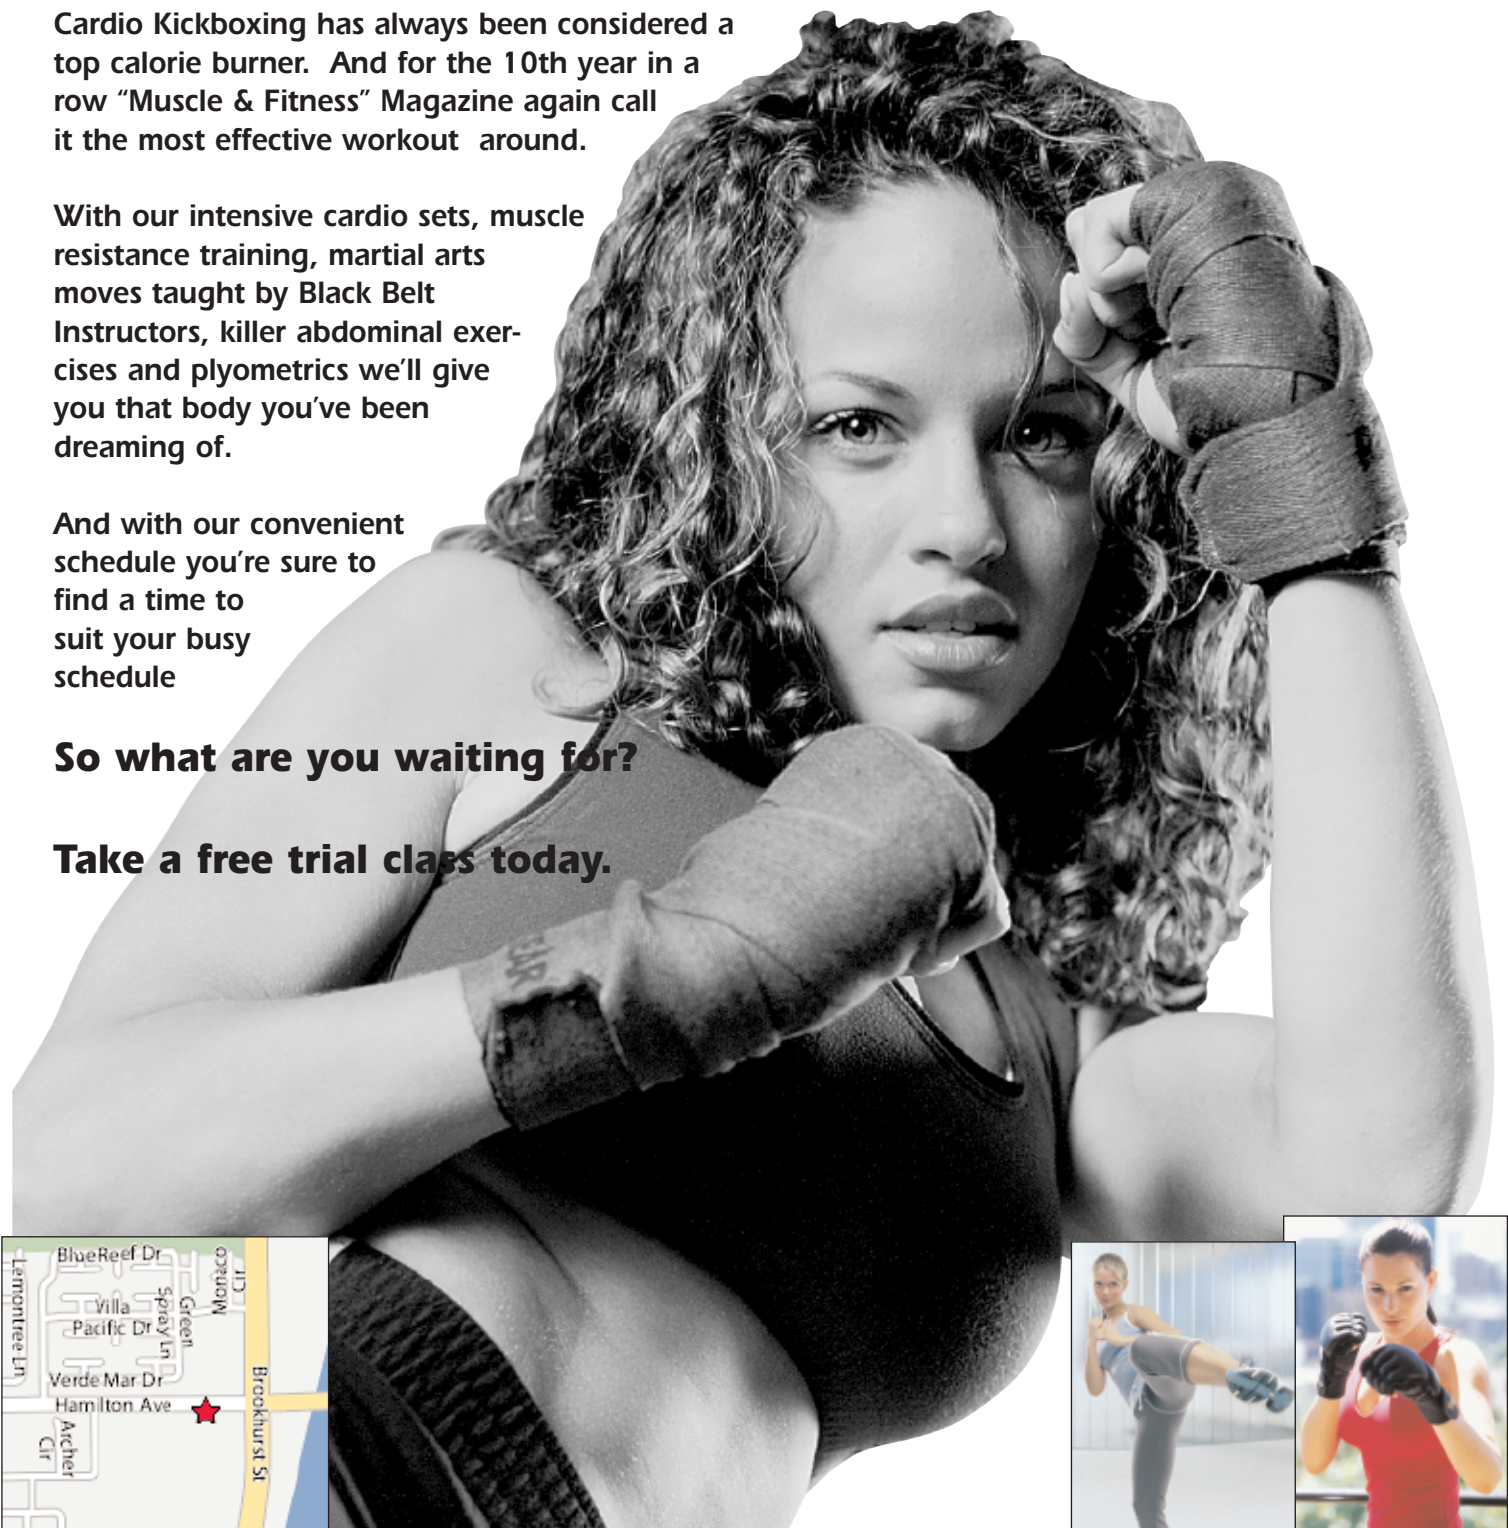 Cardio Kickboxing has always been considered a
top calorie burner.  And for the 10th year in a
row “Muscle & Fitness” Magazine again call
it the most effective workout  around.
With our intensive cardio sets, muscle
resistance training, martial arts
moves taught by Black Belt
Instructors, killer abdominal exer-
cises and plyometrics we’ll give
you that body you’ve been
dreaming of.
And with our convenient
schedule you’re sure to
find a time to
suit your busy
schedule
So what are you waiting for?
Take a free trial class today.
EAR
BlueReef Dr
Lemontree Ln
Monaco
Ct
Villa
Pacific Dr
Green
Spray Ln
Verde Mar Dr
Hamilton Ave
Brookhurst St
Archer
Cir